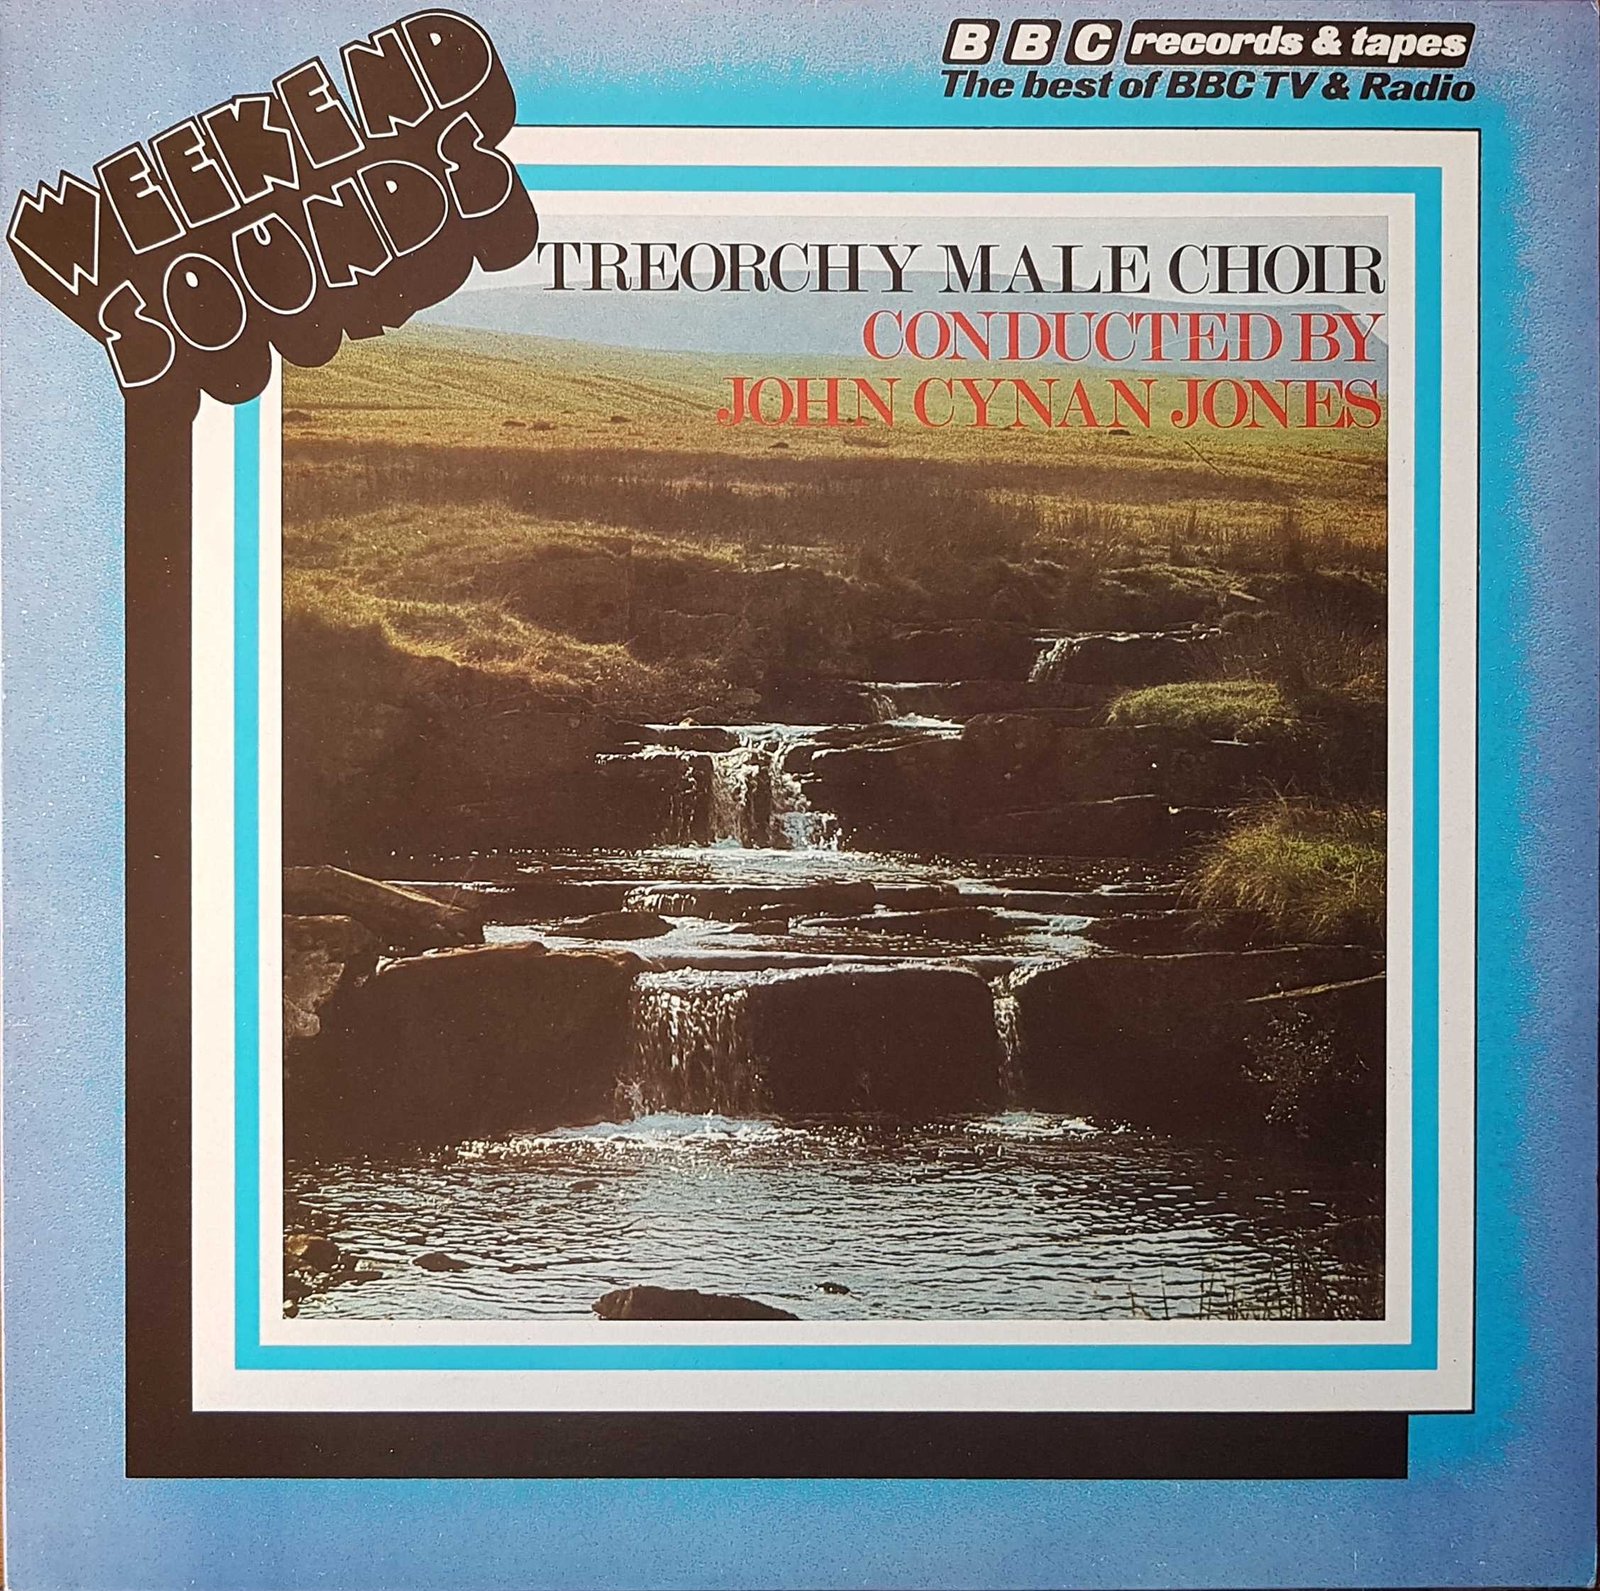 WEEKEND
SOUNDS
BBC records & tapes
The best of BBC TV & Radio
TREORCHY MALE CHOIR
CONDUCTED BY
JOHN CYNAN JONES